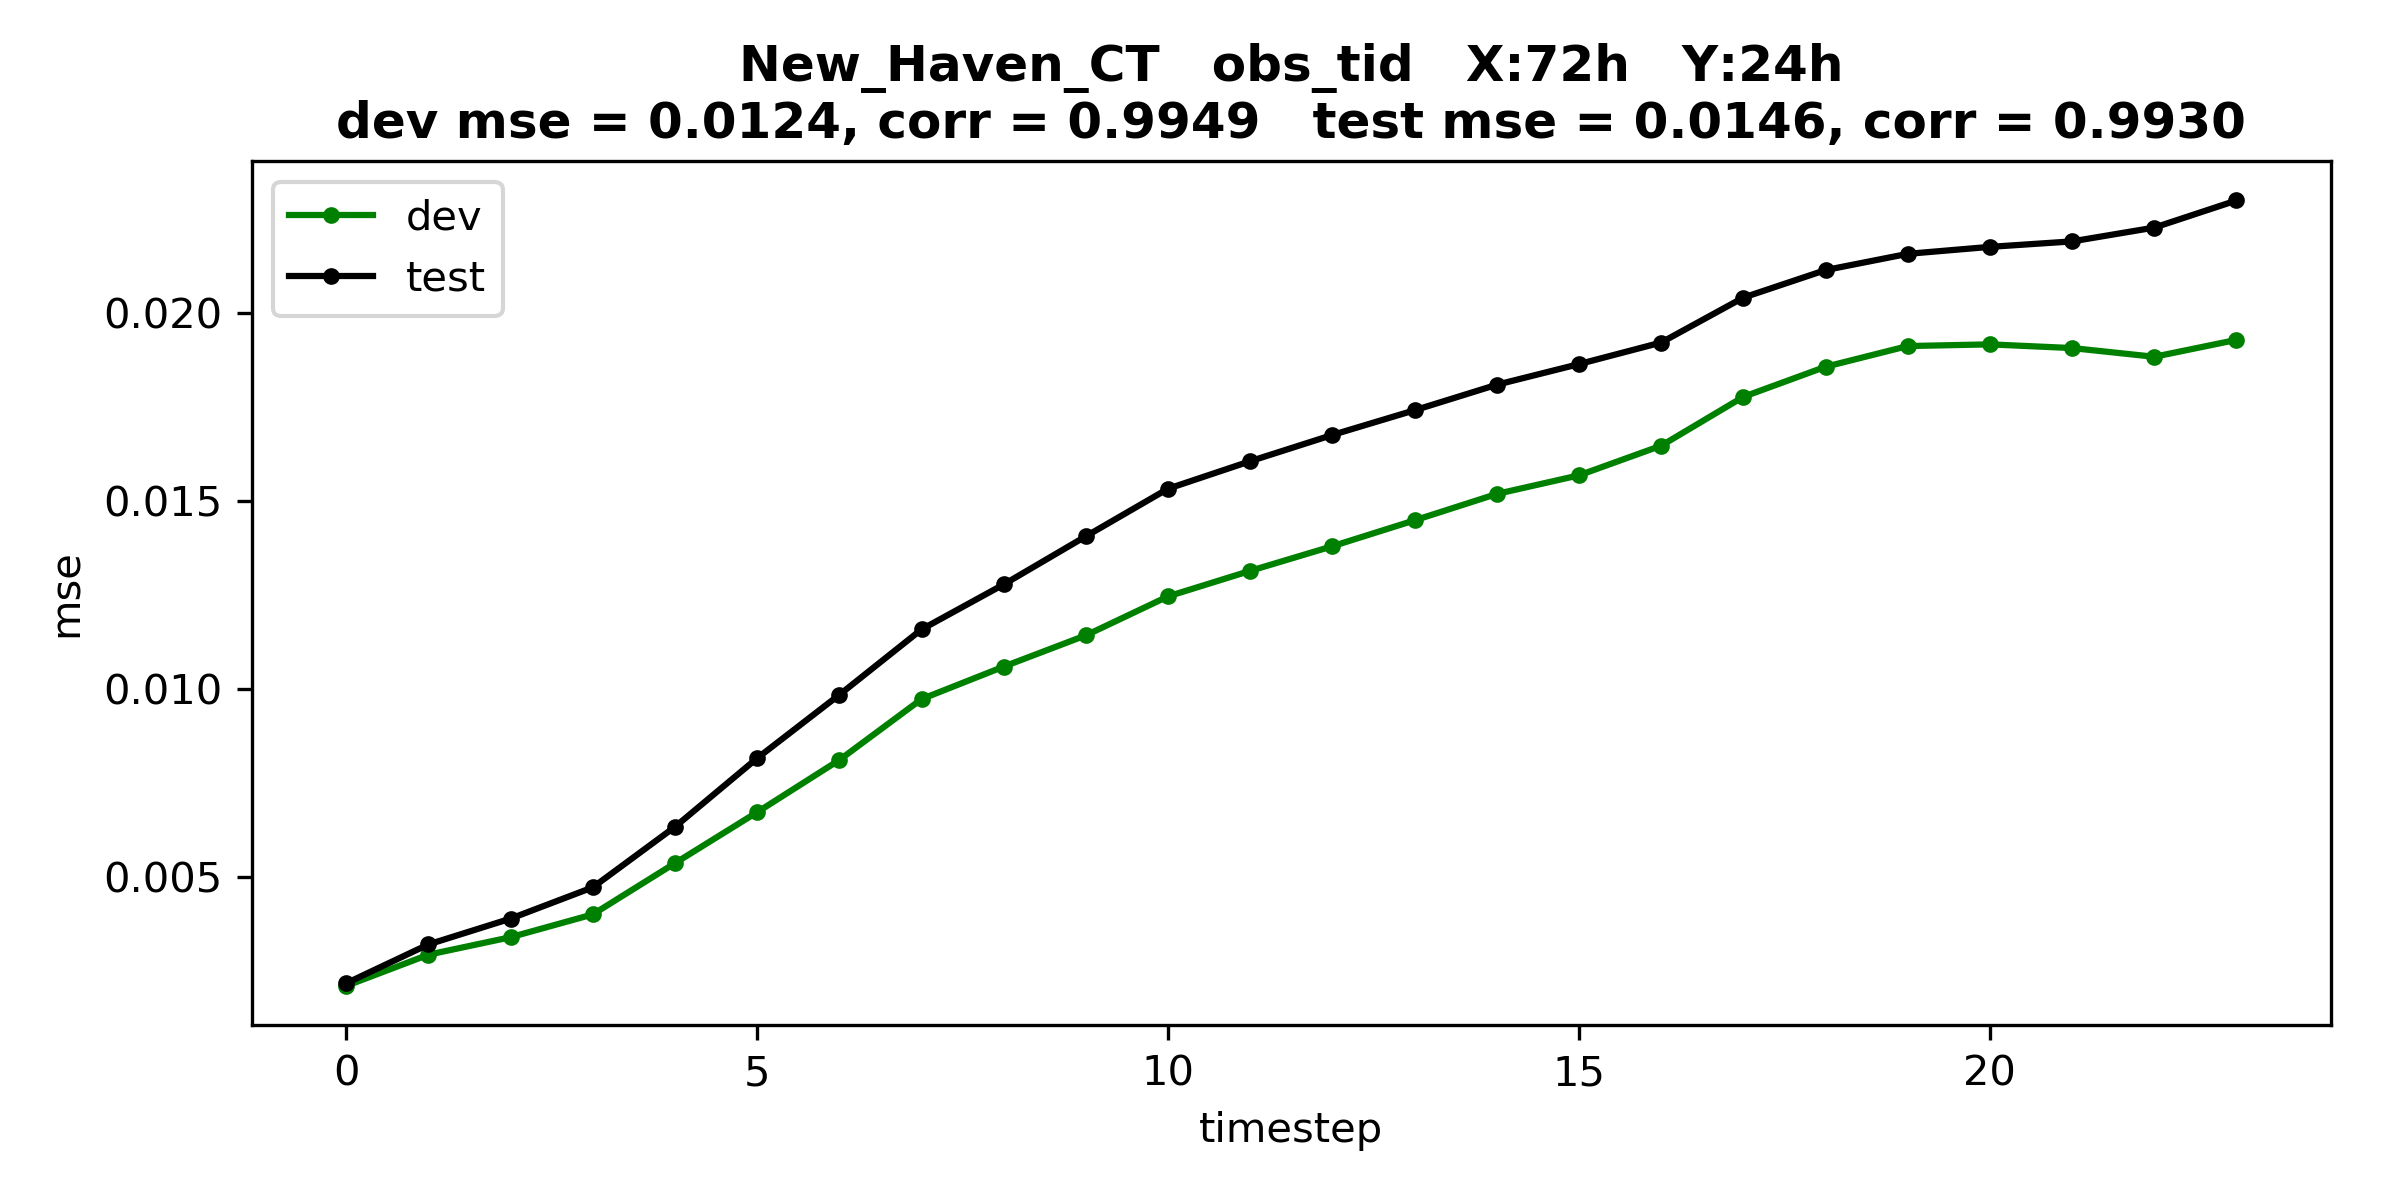 New_Haven_CT   obs_tid   X:72h   Y:24h
dev mse = 0.0124, corr = 0.9949   test mse = 0.0146, corr = 0.9930
dev
test
0.020
0.015
0.010
0.005
mse
0 5 10 15 20
timestep